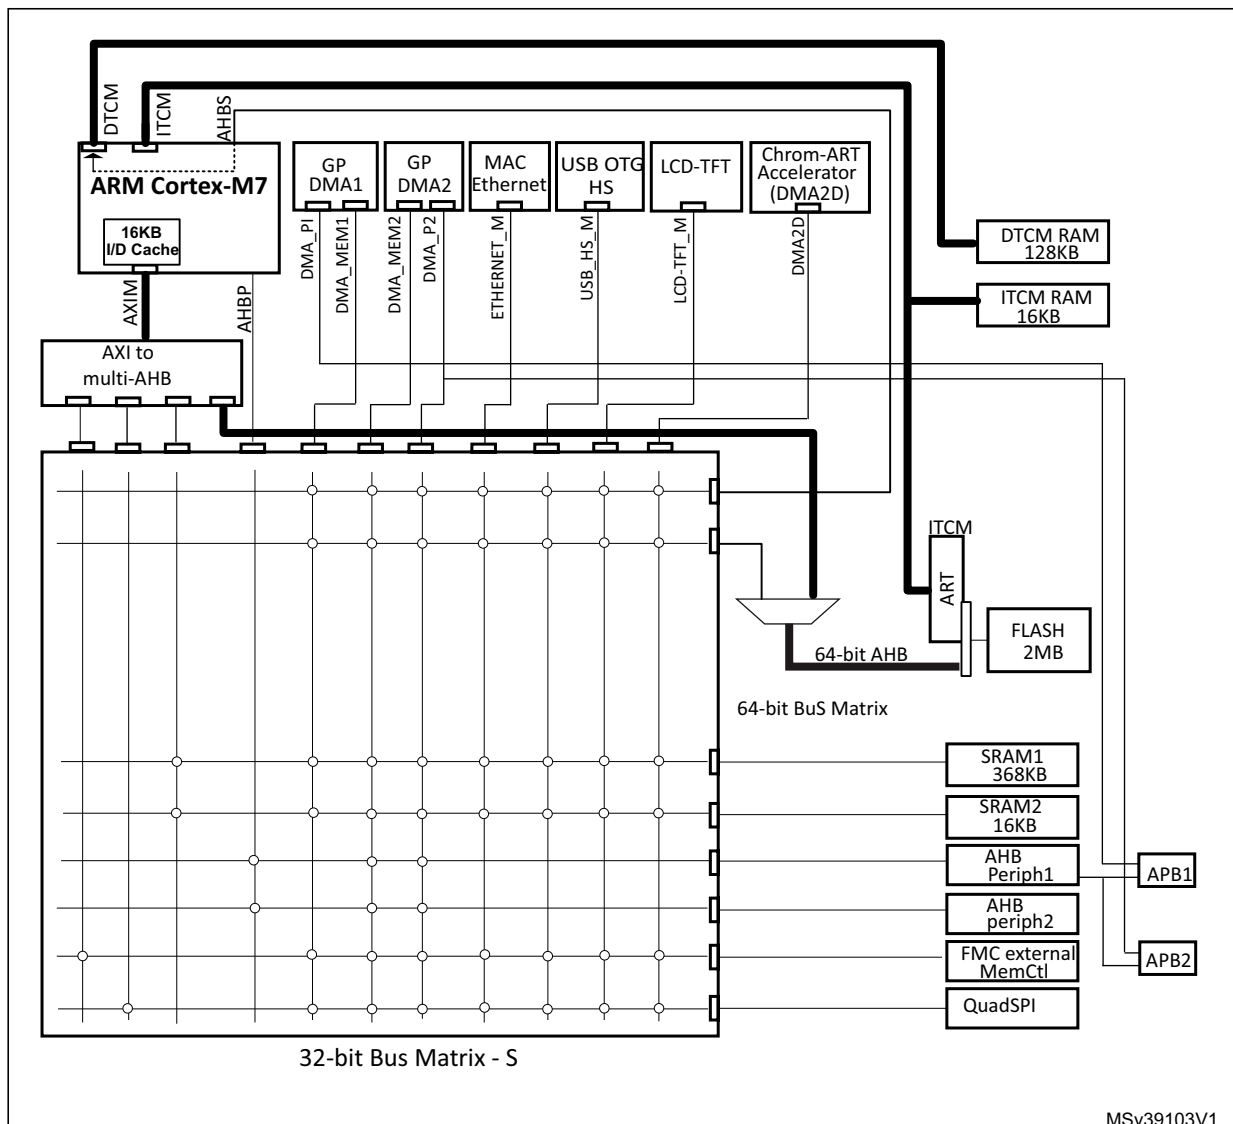 DTCM
ITCM
AHBS
ARM Cortex-M7
16KB
I/D Cache
GP
DMA1
GP
DMA2
MAC
Ethernet
USB OTG
HS
LCD-TFT
Chrom-ART
Accelerator
(DMA2D)
AXIM
AHBP
DMA_PI
DMA_MEM1
DMA_MEM2
DMA_P2
ETHERNET_M
USB_HS_M
LCD-TFT_M
DMA2D
DTCM RAM
128KB
ITCM RAM
16KB
AXI to
multi-AHB
ITCM
ART
FLASH
2MB
64-bit AHB
64-bit BuS Matrix
SRAM1
368KB
SRAM2
16KB
AHB
Periph1
APB1
AHB
periph2
FMC external
MemCtl
APB2
QuadSPI
32-bit Bus Matrix - S
MSv39103V1